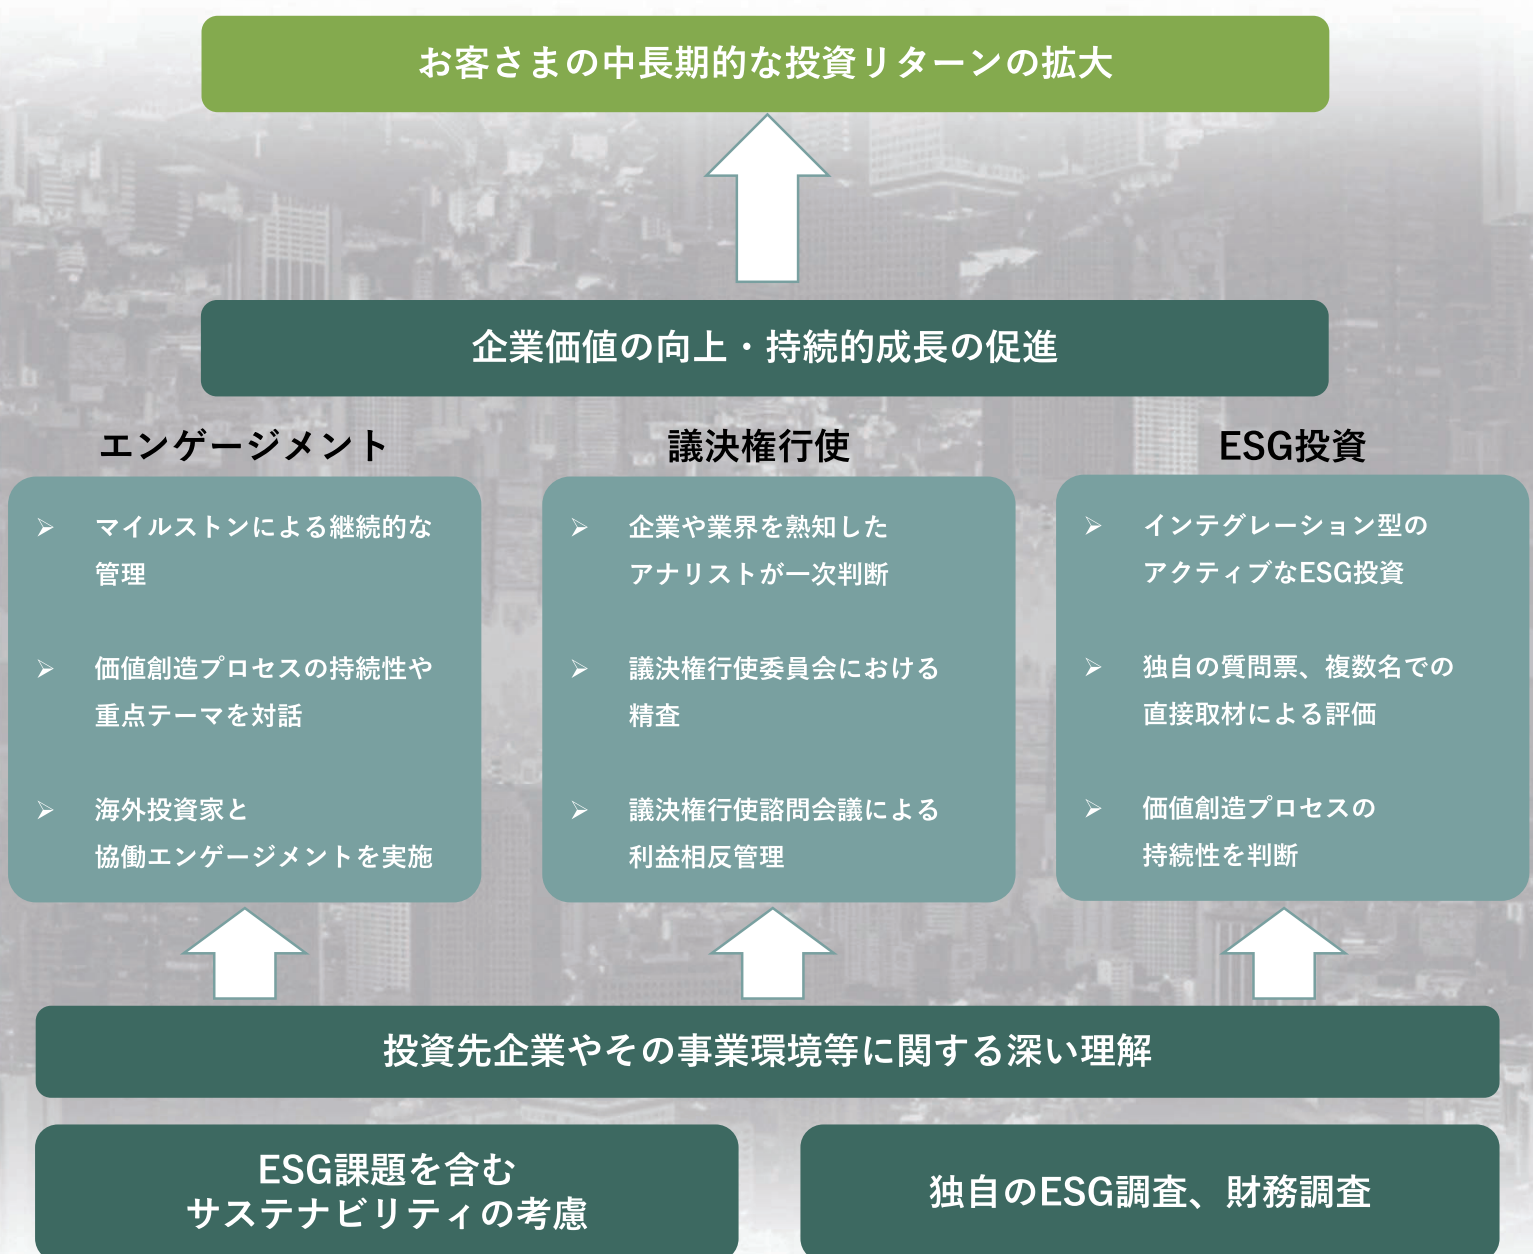 お客さまの中長期的な投資リターンの拡大
企業価値の向上・持続的成長の促進
エンゲージメント
マイルストンによる継続的な
管理
価値創造プロセスの持続性や
重点テーマを対話
海外投資家と
協働エンゲージメントを実施
議決権行使
企業や業界を熟知した
アナリストが一次判断
議決権行使委員会における
精査
議決権行使諮問会議による
利益相反管理
ESG投資
インテグレーション型の
アクティブなESG投資
独自の質問票、複数名での
直接取材による評価
価値創造プロセスの
持続性を判断
投資先企業やその事業環境等に関する深い理解
ESG課題を含む
サステナビリティの考慮
独自のESG調査、財務調査